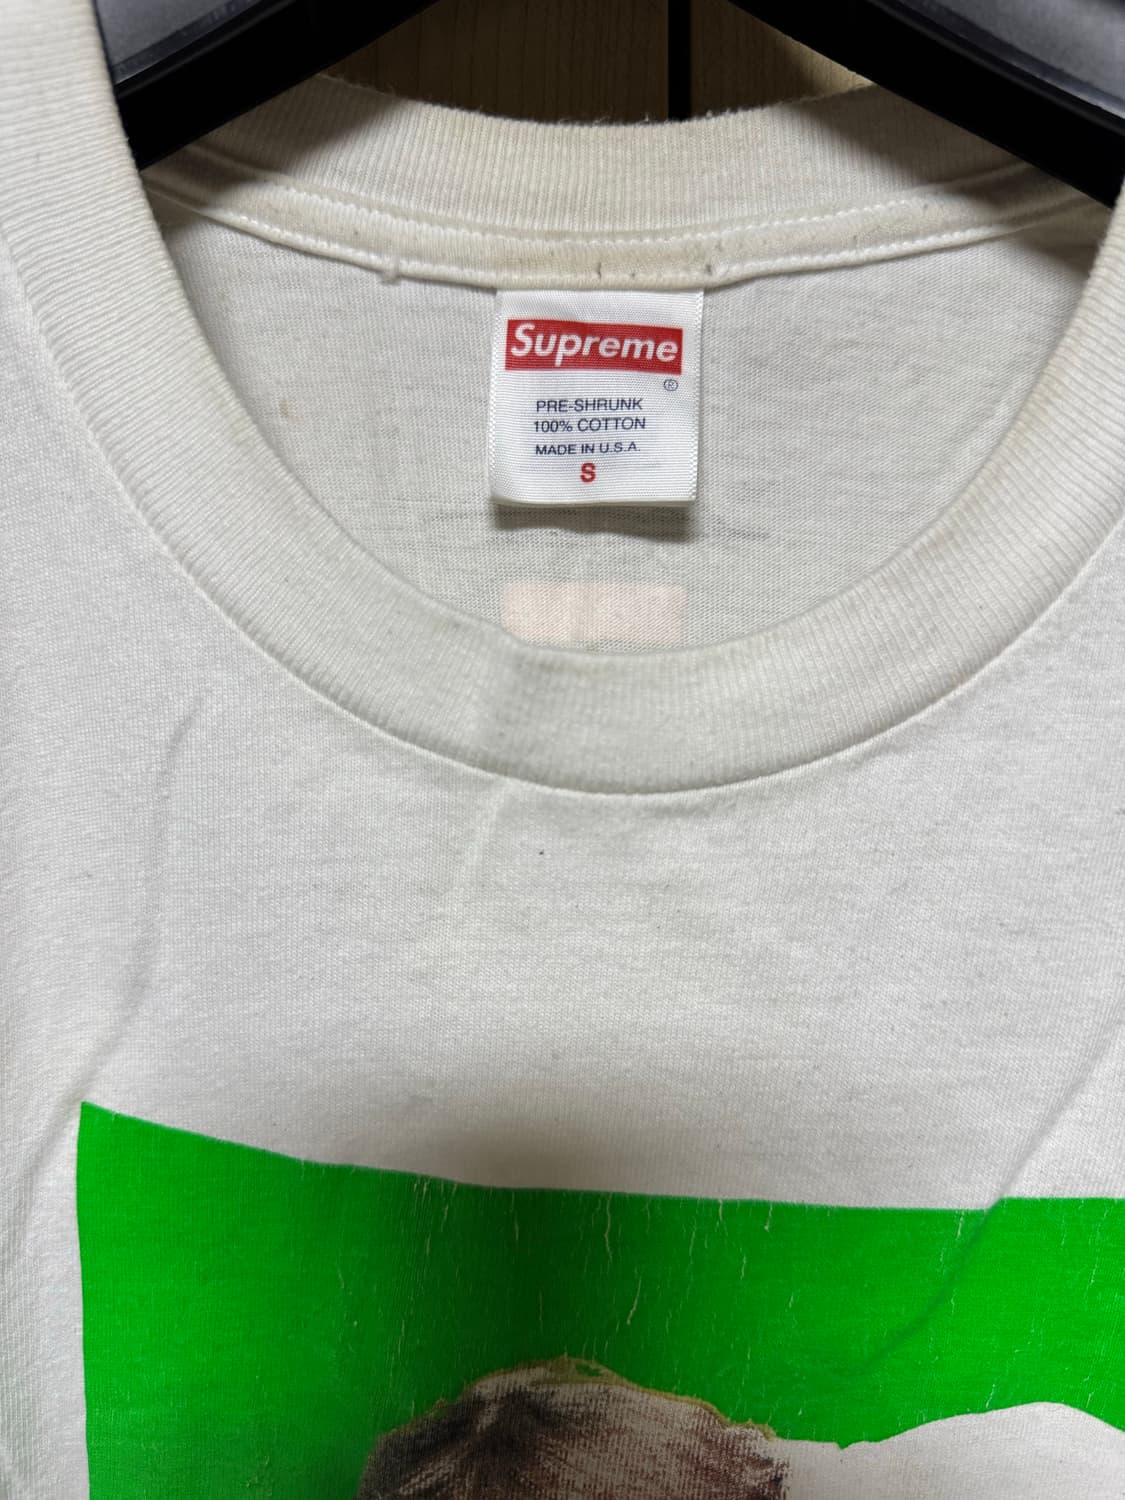 Supreme
®
PRE-SHRUNK
100% COTTON
MADE IN U.S.A.
S